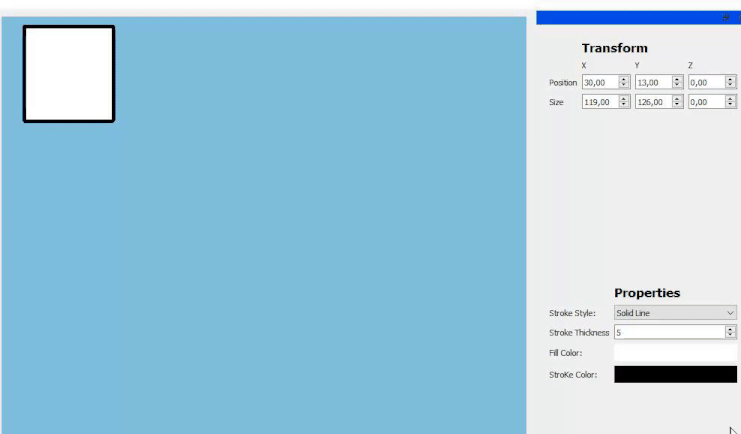 Transform
X Y Z
Position 30,00 13,00 0,00
Size 119,00 126,00 0,00
Properties
Stroke Style: Solid Line
Stroke Thickness 5
Fill Color:
StroKe Color: